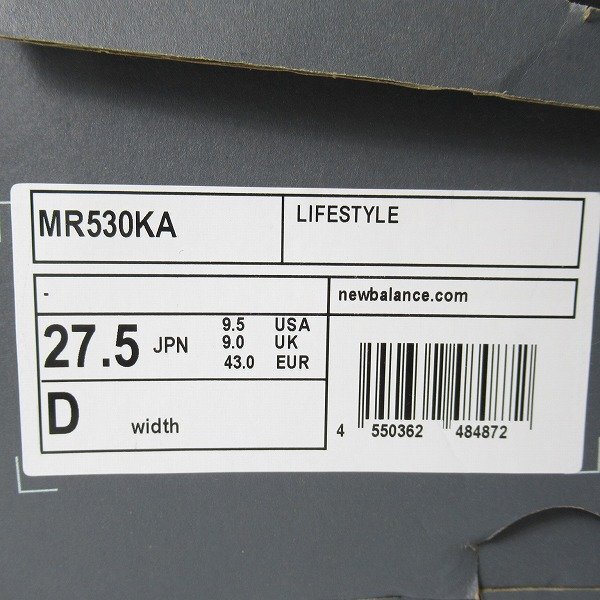 MR530KA
LIFESTYLE
-
newbalance.com
27.5 JPN
9.5 USA
9.0 UK
43.0 EUR
D width
4 550362 484872